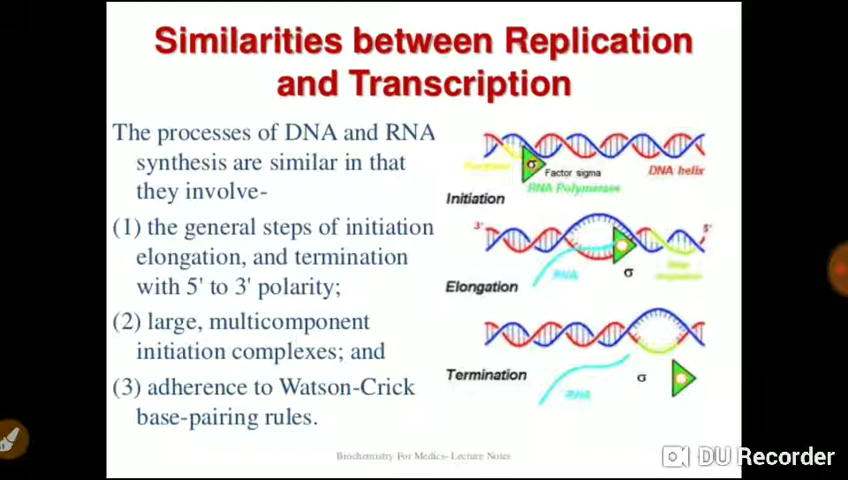 Similarities between Replication
and Transcription
The processes of DNA and RNA
synthesis are similar in that
they involve-
(1) the general steps of initiation
elongation, and termination
with 5' to 3' polarity;
(2) large, multicomponent
initiation complexes; and
(3) adherence to Watson-Crick
base-pairing rules.
σ
Factor sigma
DNA helix
RNA Polymerase
Initiation
3'
5'
RNA
σ
Elongation
Termination
σ
RNA
Biochemistry For Medics- Lecture Notes
DU Recorder